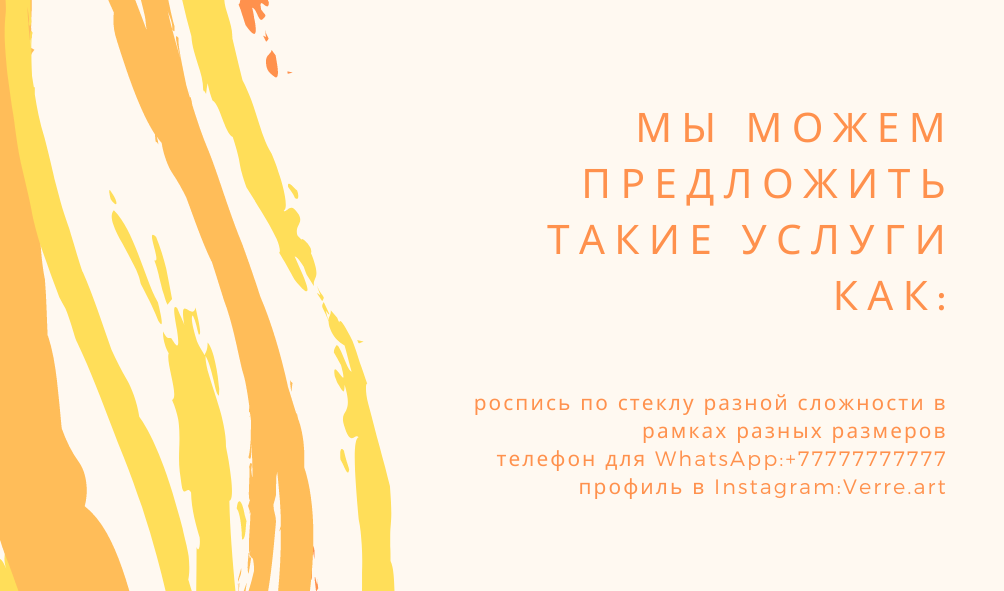 МЫ МОЖЕМ
ПРЕДЛОЖИТЬ
ТАКИЕ УСЛУГИ
КАК:
роспись по стеклу разной сложности в
рамках разных размеров
телефон для WhatsApp:+77777777777
профиль в Instagram:Verre.art